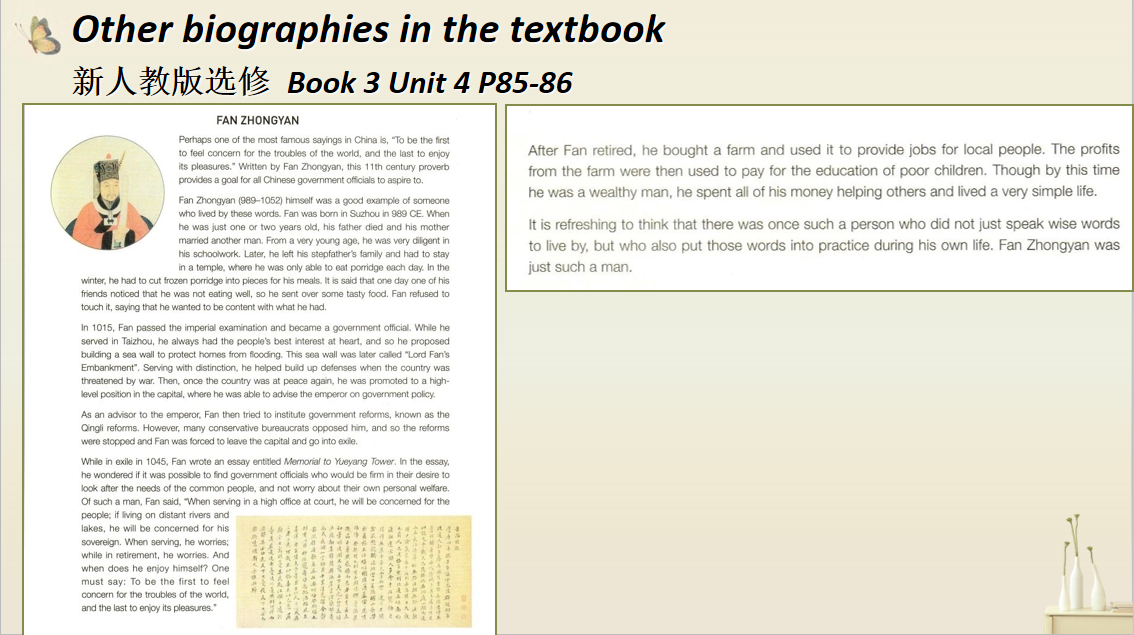 Other biographies in the textbook
新人教版选修 Book 3 Unit 4 P85-86
FAN ZHONGYAN
Perhaps one of the most famous sayings in China is, “To be the first
to feel concern for the troubles of the world, and the last to enjoy
its pleasures.” Written by Fan Zhongyan, this 11th century proverb
provides a goal for all Chinese government officials to aspire to.
Fan Zhongyan (989–1052) himself was a good example of someone
who lived by these words. Fan was born in Suzhou in 989 CE. When
he was just one or two years old, his father died and his mother
married another man. From a very young age, he was very diligent in
his schoolwork. Later, he left his stepfather's family and had to stay
in a temple, where he was only able to eat porridge each day. In the
winter, he had to cut frozen porridge into pieces for his meals. It is said that one day one of his
friends noticed that he was not eating well, so he sent over some tasty food. Fan refused to
touch it, saying that he wanted to be content with what he had.
In 1015, Fan passed the imperial examination and became a government official. While he
served in Taizhou, he always had the people's best interest at heart, and so he proposed
building a sea wall to protect homes from flooding. This sea wall was later called “Lord Fan's
Embankment”. Serving with distinction, he helped build up defenses when the country was
threatened by war. Then, once the country was at peace again, he was promoted to a high-
level position in the capital, where he was able to advise the emperor on government policy.
As an advisor to the emperor, Fan then tried to institute government reforms, known as the
Qingli reforms. However, many conservative bureaucrats opposed him, and so the reforms
were stopped and Fan was forced to leave the capital and go into exile.
While in exile in 1045, Fan wrote an essay entitled Memorial to Yueyang Tower. In the essay,
he wondered if it was possible to find government officials who would be firm in their desire to
look after the needs of the common people, and not worry about their own personal welfare.
Of such a man, Fan said, “When serving in a high office at court, he will be concerned for the
people; if living on distant rivers and
lakes, he will be concerned for his
sovereign. When serving, he worries;
while in retirement, he worries. And
when does he enjoy himself? One
must say: To be the first to feel
concern for the troubles of the world,
and the last to enjoy its pleasures.”
After Fan retired, he bought a farm and used it to provide jobs for local people. The profits
from the farm were then used to pay for the education of poor children. Though by this time
he was a wealthy man, he spent all of his money helping others and lived a very simple life.
It is refreshing to think that there was once such a person who did not just speak wise words
to live by, but who also put those words into practice during his own life. Fan Zhongyan was
just such a man.